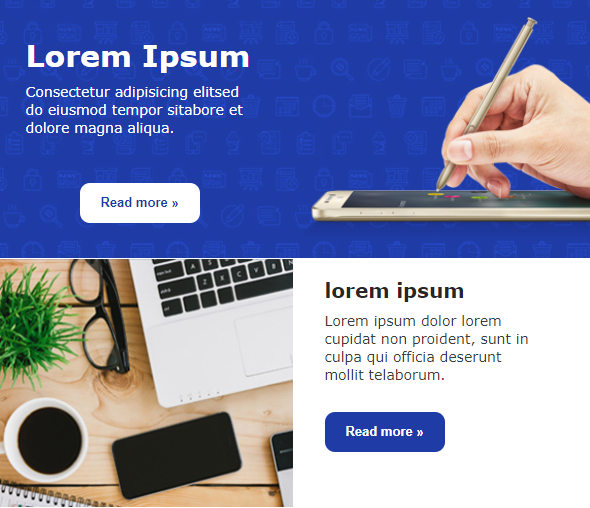 Lorem Ipsum
Consectetur adipisicing elitsed
do eiusmod tempor sitabore et
dolore magna aliqua.
Read more »
lorem ipsum
Lorem ipsum dolor lorem
cupidat non proident, sunt in
culpa qui officia deserunt
mollit telaborum.
Read more »